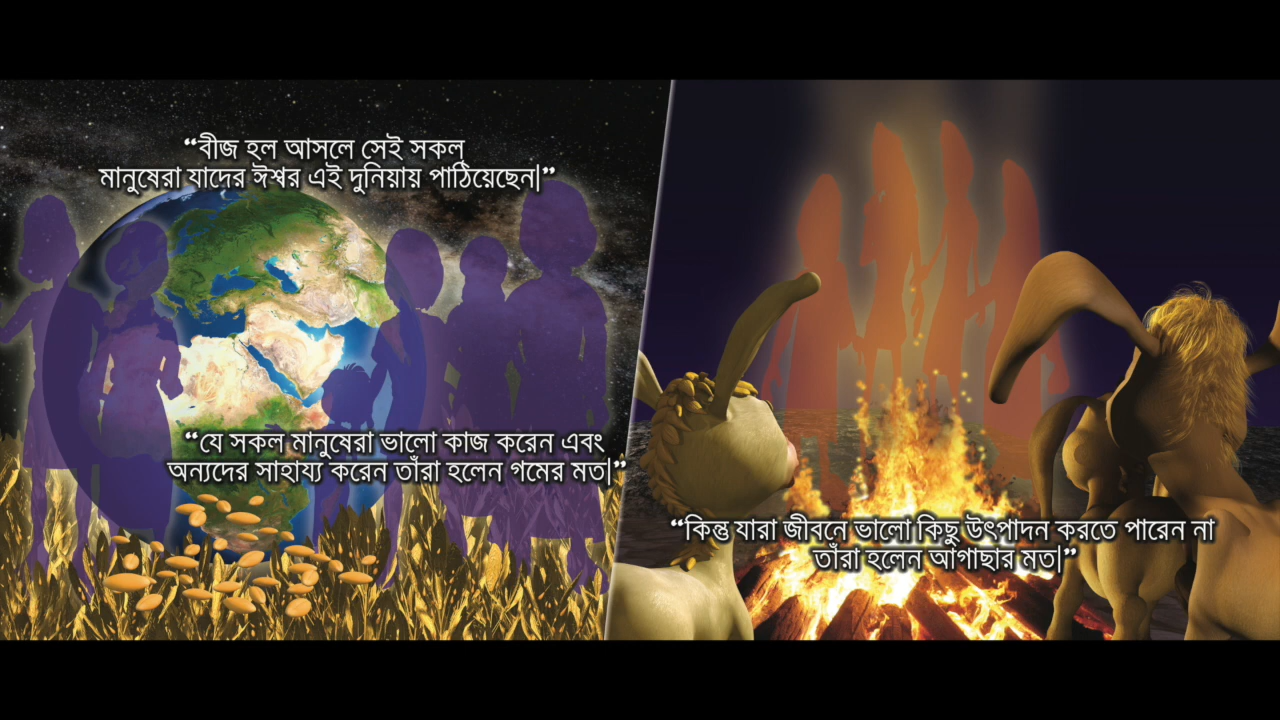 “বীজ হল আসলে সেই সকল
মানুষেরা যাদের ঈশ্বর এই দুনিয়ায় পাঠিয়েছেন|”
“যে সকল মানুষেরা ভালো কাজ করেন এবং
অন্যদের সাহায্য করেন তাঁরা হলেন গমের মত|”
“কিন্তু যারা জীবনে ভালো কিছু উৎপাদন করতে পারেন না
তাঁরা হলেন আগাছার মত|”